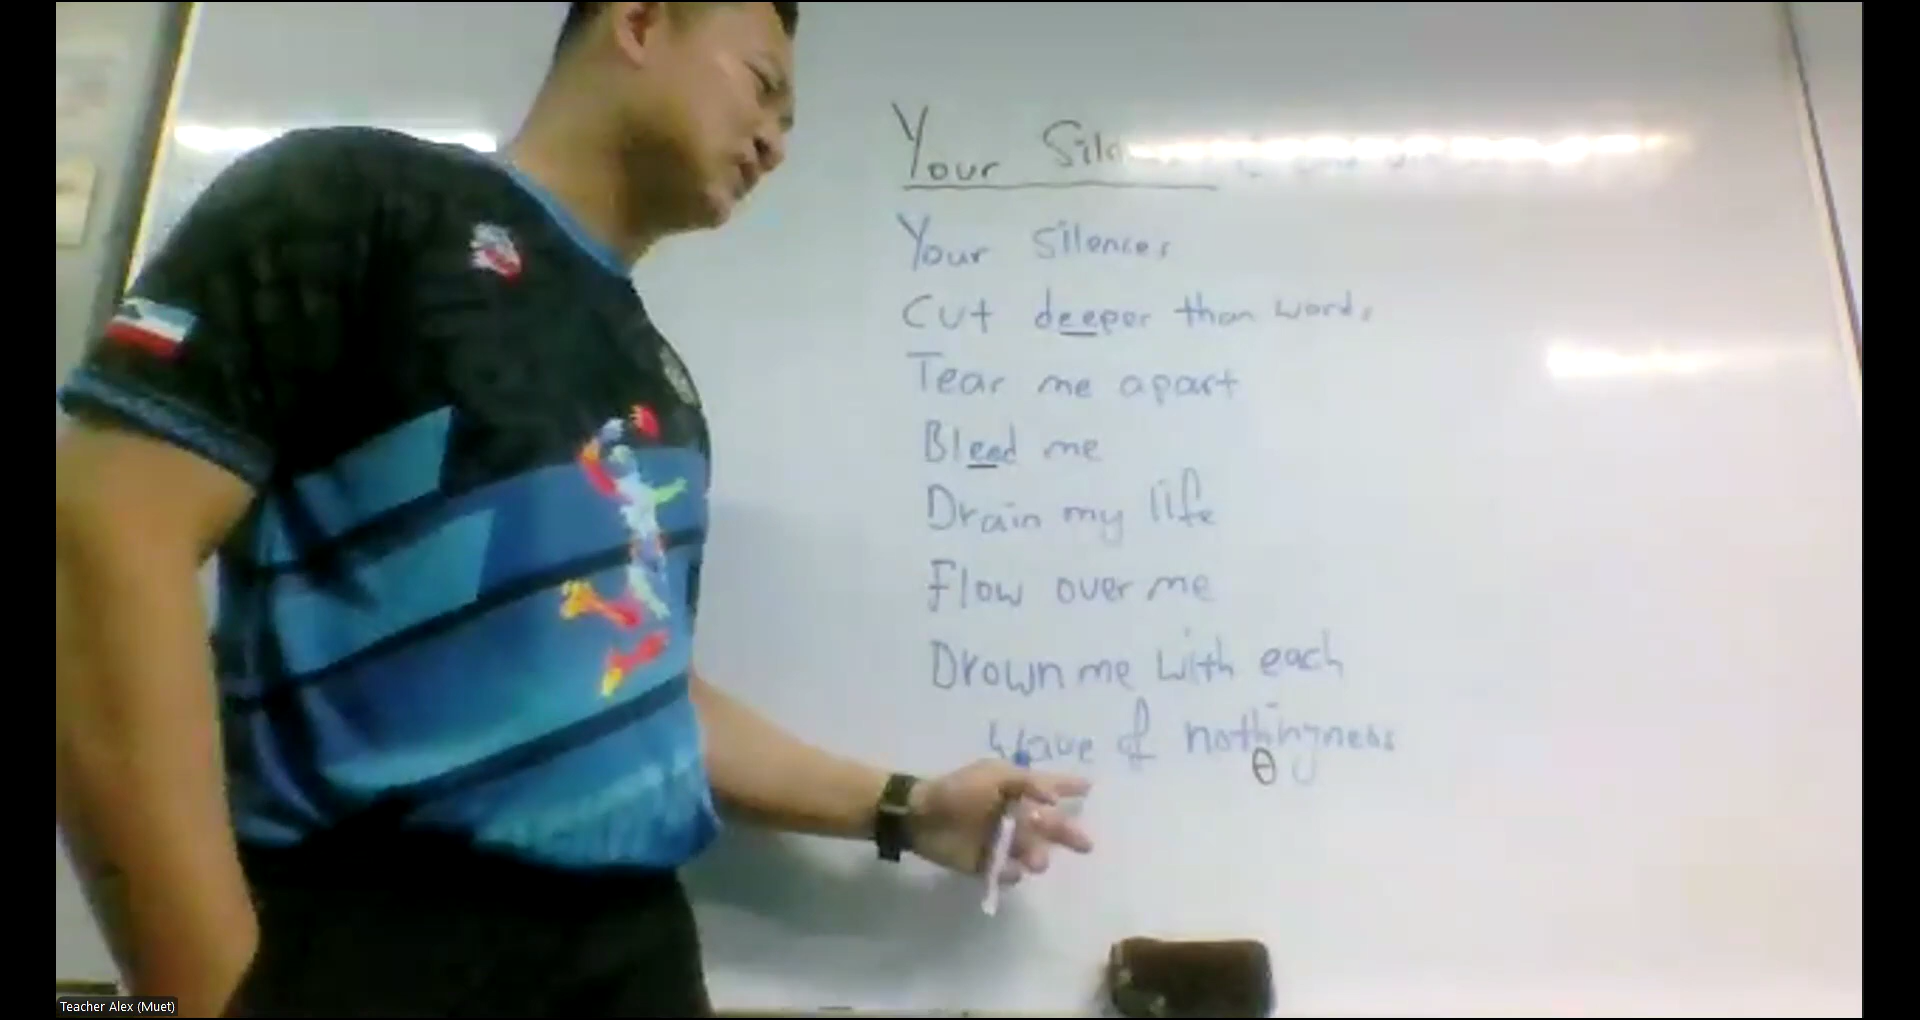 Your
Your Silences
Cut deeper than words
Tear me apart
Bleed me
Drain my life
Flow over me
Drown me with each
wave of nothingness
θ
Teacher Alex (Muet)